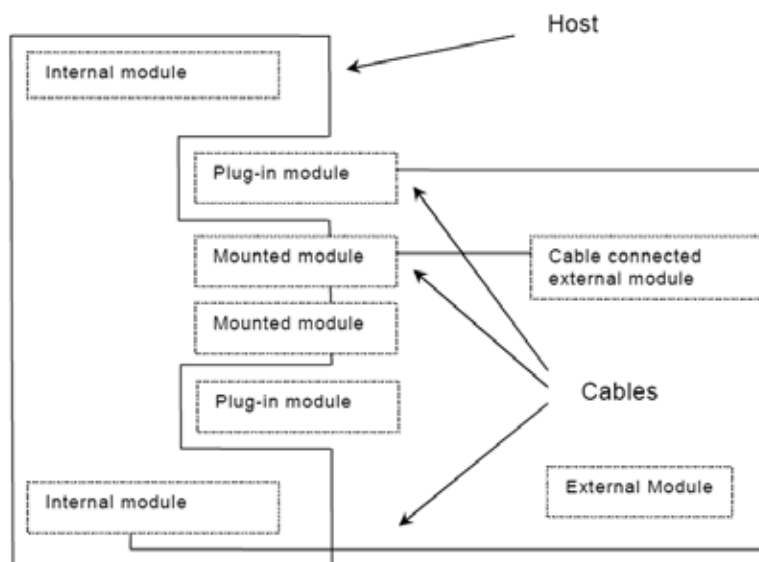 Host
Internal module
Plug-in module
Mounted module
Cable connected
external module
Mounted module
Plug-in module
Cables
External Module
Internal module